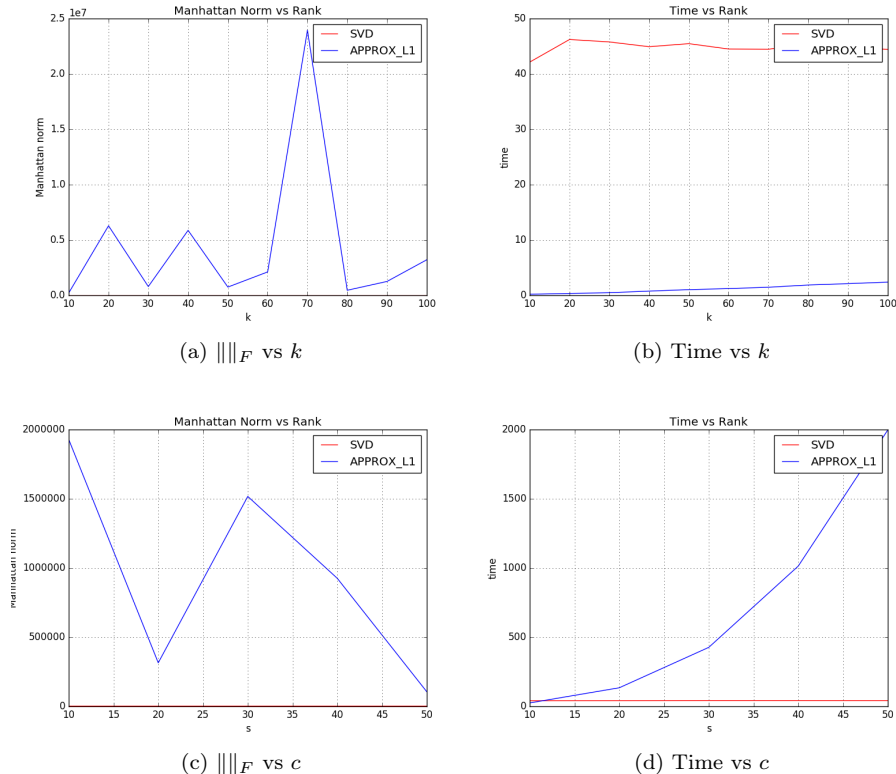 Manhattan Norm vs Rank
1e7
SVD
APPROX_L1
2.5
2.0
1.5
1.0
0.5
0.0
Manhattan norm
10 20 30 40 50 60 70 80 90 100
k
(a) ‖‖F vs k
Time vs Rank
SVD
APPROX_L1
50
40
30
20
10
0
time
10 20 30 40 50 60 70 80 90 100
k
(b) Time vs k
Manhattan Norm vs Rank
SVD
APPROX_L1
2000000
1500000
1000000
500000
0
Manhattan norm
10 15 20 25 30 35 40 45 50
s
(c) ‖‖F vs c
Time vs Rank
SVD
APPROX_L1
2000
1500
1000
500
0
time
10 15 20 25 30 35 40 45 50
s
(d) Time vs c